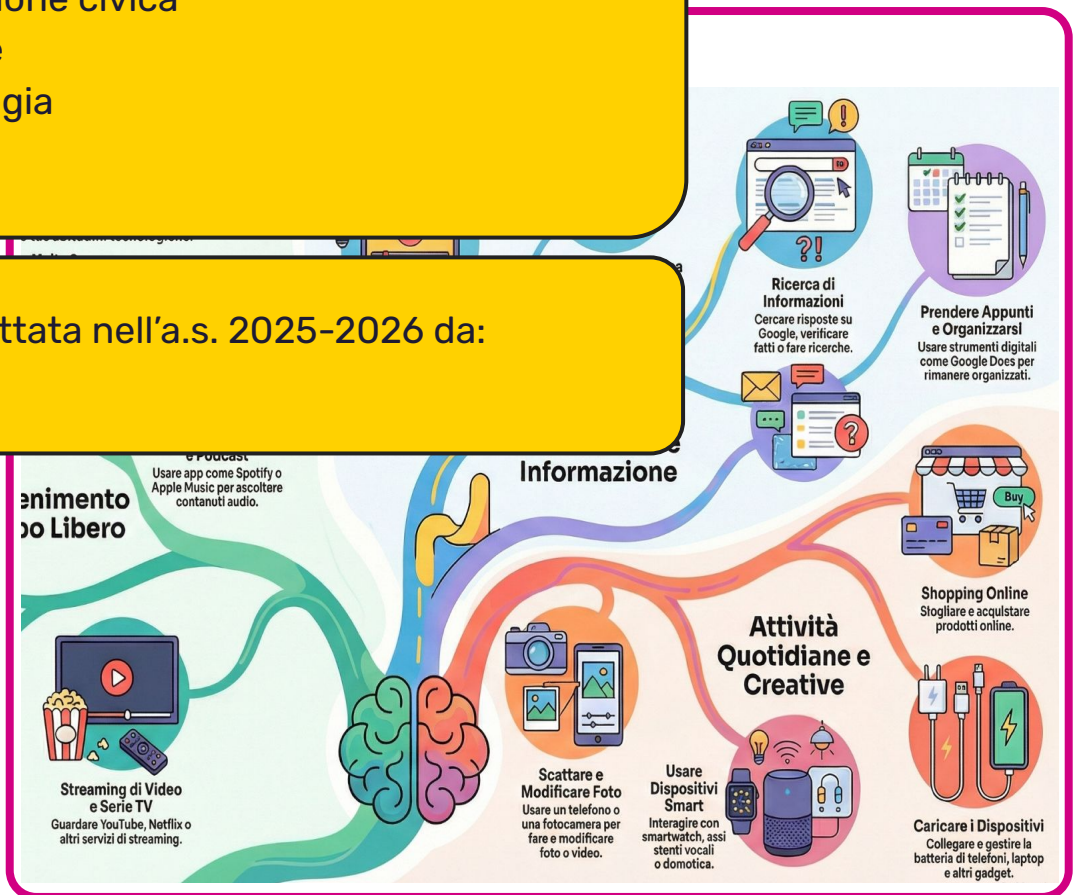 one civica
e
gia
ttata nell'a.s. 2025-2026 da:
Ricerca di
Informazioni
Cercare risposte su
Google, verificare
fatti o fare ricerche.
Prendere Appunti
e OrganizzarsI
Usare strumenti digitali
come Google Does per
rimanere organizzati.
e Podcast
Usare app come Spotify o
Apple Music per ascoltere
contanuti audio.
enimento
oo Libero
e
Informazione
Buy
Shopping Online
Slogliare e acqulstare
prodotti online.
Attività
Quotidiane e
Creative
Streaming di Video
e Serie TV
Guardare YouTube, Netflix o
altri servizi di streaming.
Scattare e
Modificare Foto
Usare un telefono o
una fotocamera per
fare e modificare
foto o video.
Usare
Dispositivi
Smart
Interagire con
smartwatch, assi
stenti vocali
o domotica.
Caricare i Dispositivi
Collegare e gestire la
batteria di telefoni, laptop
e altri gadget.